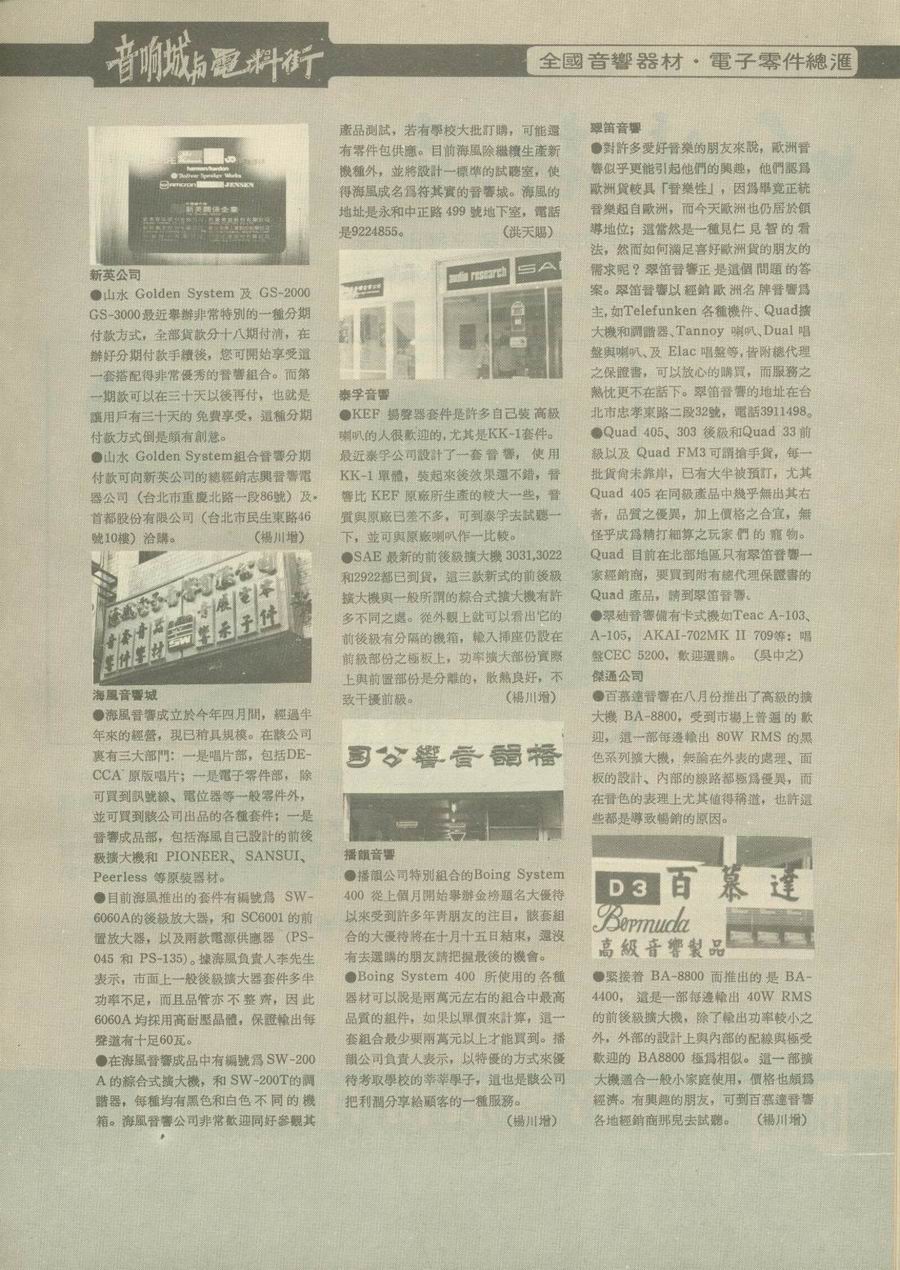 音响城與電料街
全國音響器材・電子零件總滙
harman/kardon
JENSEN
新英公司
●山水 Golden System 及 GS-2000
GS-3000最近舉辦非常特別的一種分期
付款方式，全部貨款分十八期付清，在
辦好分期付款手續後，您可開始享受這
一套搭配得非常優秀的音響組合。而第
一期款可以在三十天以後再付，也就是
讓用戶有三十天的免費享受，這種分期
付款方式倒是頗有創意。
●山水 Golden System組合音響分期
付款可向新英公司的總經銷志興音響電
器公司（台北市重慶北路一段86號）及
首都股份有限公司（台北市民生東路46
號10樓）洽購。（楊川增）
海風音響城
●海風音響成立於今年四月間，經過半
年來的經營，現已稍具規模。在該公司
裏有三大部門：一是唱片部，包括DE-
CCA 原版唱片；一是電子零件部，除
可買到訊號線、電位器等一般零件外，
並可買到該公司出品的各種套件；一是
音響成品部，包括海風自己設計的前後
級擴大機和 PIONEER、SANSUI、
Peerless 等原裝器材。
●目前海風推出的套件有編號爲 SW-
6060A的後級放大器，和 SC6001 的前
置放大器，以及兩款電源供應器（PS-
045 和 PS-135）。據海風負責人李先生
表示，市面上一般後級擴大器套件多半
功率不足，而且品管亦不整齊，因此
6060A 均採用高耐壓晶體，保證輸出每
聲道有十足60瓦。
●在海風音響成品中有編號爲 SW-200
A 的綜合式擴大機，和 SW-200T的調
諧器，每種均有黑色和白色不同的機
箱。海風音響公司非常歡迎同好參觀其
產品測試，若有學校大批訂購，可能還
有零件包供應。目前海風除繼續生產新
機種外，並將設計一標準的試聽室，使
得海風成名爲符其實的音響城。海風的
地址是永和中正路 499 號地下室，電話
是9224855。（洪天賜）
audio research
SA
泰孚音響
●KEF 揚聲器套件是許多自己裝高級
喇叭的人很歡迎的，尤其是KK-1套件。
最近泰孚公司設計了一套音響，使用
KK-1 單體，裝起來後效果還不錯，音
響比 KEF 原廠所生產的較大一些，音
質與原廠已差不多，可到泰孚去試聽一
下，並可與原廠喇叭作一比較。
●SAE 最新的前後級擴大機 3031,3022
和2922都已到貨，這三款新式的前後級
擴大機與一般所謂的綜合式擴大機有許
多不同之處。從外觀上就可以看出它的
前後級有分隔的機箱，輸入揷座仍設在
前級部份之極板上，功率擴大部份實際
上與前置部份是分離的，散熱良好，不
致干擾前級。（楊川增）
司公響音韻播
播韻音響
●播韻公司特別組合的Boing System
400 從上個月開始舉辦金榜題名大優待
以來受到許多年青朋友的注目，該套組
合的大優待將在十月十五日結束，還沒
有去選購的朋友請把握最後的機會。
●Boing System 400 所使用的各種
器材可以說是兩萬元左右的組合中最高
品質的組件，如果以單價來計算，這一
套組合最少要兩萬元以上才能買到。播
韻公司負責人表示，以特優的方式來優
待考取學校的莘莘學子，這也是該公司
把利潤分享給顧客的一種服務。
（楊川增）
翠笛音響
●對許多愛好音樂的朋友來說，歐洲音
響似乎更能引起他們的興趣，他們認爲
歐洲貨較具「音樂性」，因爲畢竟正統
音樂起自歐洲，而今天歐洲也仍居於領
導地位；這當然是一種見仁見智的看
法，然而如何滿足喜好歐洲貨的朋友的
需求呢？翠笛音響正是這個問題的答
案。翠笛音響以經銷歐洲名牌音響爲
主，如Telefunken 各種機件、Quad擴
大機和調諧器、Tannoy 喇叭、Dual 唱
盤與喇叭、及 Elac 唱盤等，皆附總代理
之保證書，可以放心的購買，而服務之
熱忱更不在話下。翠笛音響的地址在台
北市忠孝東路二段32號，電話3911498。
●Quad 405、303 後級和Quad 33 前
級以及 Quad FM3 可謂搶手貨，每一
批貨尙未靠岸，已有大半被預訂，尤其
Quad 405 在同級產品中幾乎無出其右
者，品質之優異，加上價格之合宜，無
怪乎成爲精打細算之玩家們的寵物。
Quad 目前在北部地區只有翠笛音響一
家經銷商，要買到附有總代理保證書的
Quad 產品，請到翠笛音響、
●翠廸音響備有卡式機如Teac A-103、
A-105， AKAI-702MK II 709等；唱
盤CEC 5200，歡迎選購。（吳中之）
傑通公司
●百慕達音響在八月份推出了高級的擴
大機 BA-8800，受到市場上普遍的歡
迎，這一部每邊輸出 80W RMS 的黑
色系列擴大機，無論在外表的處理、面
板的設計、內部的線路都極爲優異，而
在音色的表理上尤其値得稱道，也許這
些都是導致暢銷的原因。
D3 百慕達
Bermuda
高級音響製品
●緊接着 BA-8800 而推出的是 BA-
4400， 這是一部每邊輸出 40W RMS
的前後級擴大機，除了輸出功率較小之
外，外部的設計上與內部的配線與極受
歡迎的 BA8800 極爲相似。這一部擴
大機適合一般小家庭使用，價格也頗爲
經濟。有興趣的朋友，可到百慕達音響
各地經銷商那兒去試聽。（楊川增）